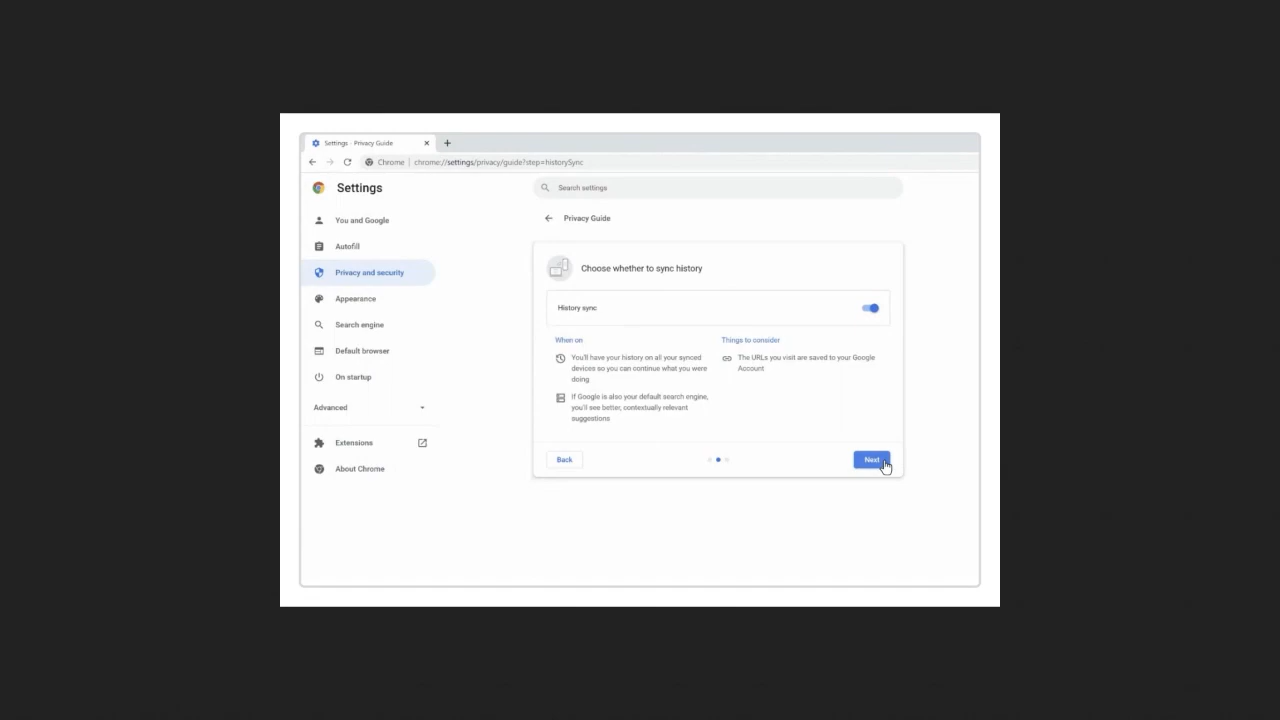 Settings - Privacy Guide
Chrome | chrome://settings/privacy/guide?step=historySync
Settings
Search settings
You and Google
Autofill
Privacy and security
Appearance
Search engine
Default browser
On startup
Advanced
Extensions
About Chrome
Privacy Guide
Choose whether to sync history
History sync
When on
You'll have your history on all your synced
devices so you can continue what you were
doing
If Google is also your default search engine,
you'll see better, contextually relevant
suggestions
Things to consider
The URLs you visit are saved to your Google
Account
Back
Next